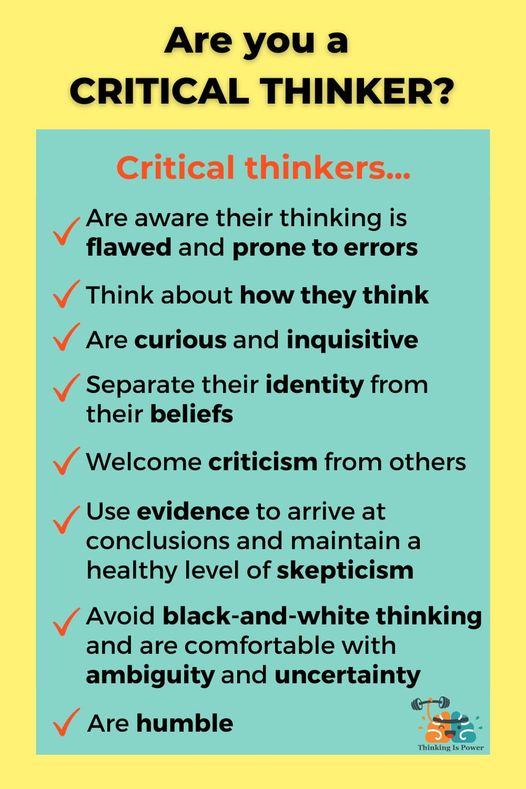 Are you a
CRITICAL THINKER?
Critical thinkers...
Are aware their thinking is
flawed and prone to errors
Think about how they think
Are curious and inquisitive
Separate their identity from
their beliefs
Welcome criticism from others
Use evidence to arrive at
conclusions and maintain a
healthy level of skepticism
Avoid black-and-white thinking
and are comfortable with
ambiguity and uncertainty
Are humble
Thinking Is Power